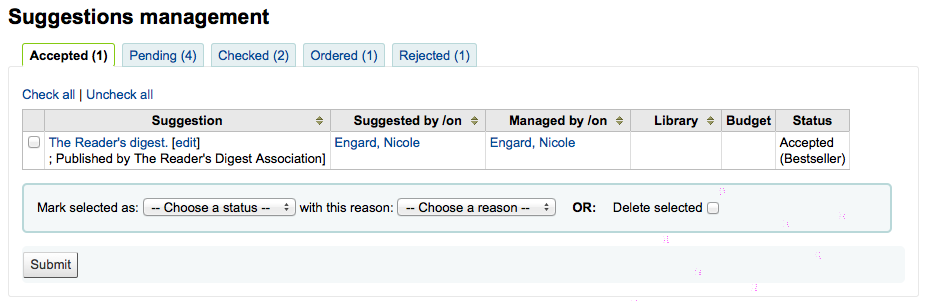 Suggestions management
Accepted (1) Pending (4) Checked (2) Ordered (1) Rejected (1)
Check all | Uncheck all
Suggestion Suggested by /on Managed by /on Library Budget Status
The Reader's digest. [edit] Engard, Nicole Engard, Nicole Accepted
; Published by The Reader's Digest Association] (Bestseller)
Mark selected as: -- Choose a status -- with this reason: -- Choose a reason -- OR: Delete selected
Submit